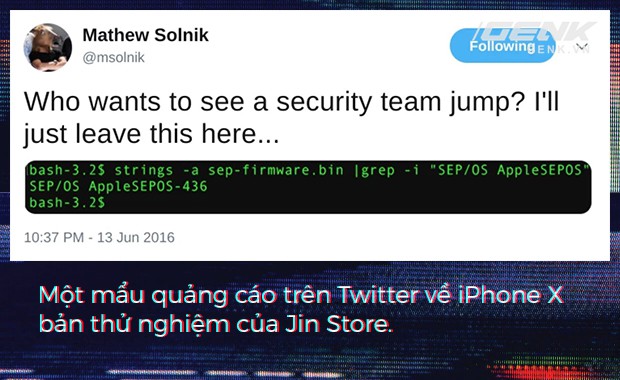 Mathew Solnik
@msolnik
Following
GENK
GENK.VN
Who wants to see a security team jump? I'll
just leave this here...
bash-3.2$ strings -a sep-firmware.bin |grep -i "SEP/OS AppleSEPOS"
SEP/OS AppleSEPOS-436
bash-3.2$
10:37 PM - 13 Jun 2016
Một mẩu quảng cáo trên Twitter về iPhone X
bản thử nghiệm của Jin Store.